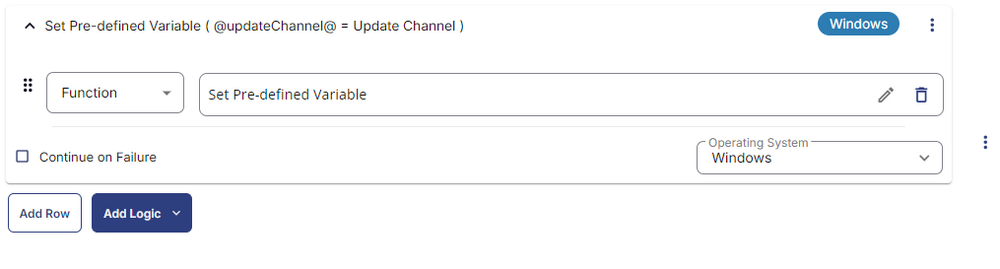 Set Pre-defined Variable ( @updateChannel@ = Update Channel )
Windows
Function
Set Pre-defined Variable
Continue on Failure
Operating System
Windows
Add Row
Add Logic